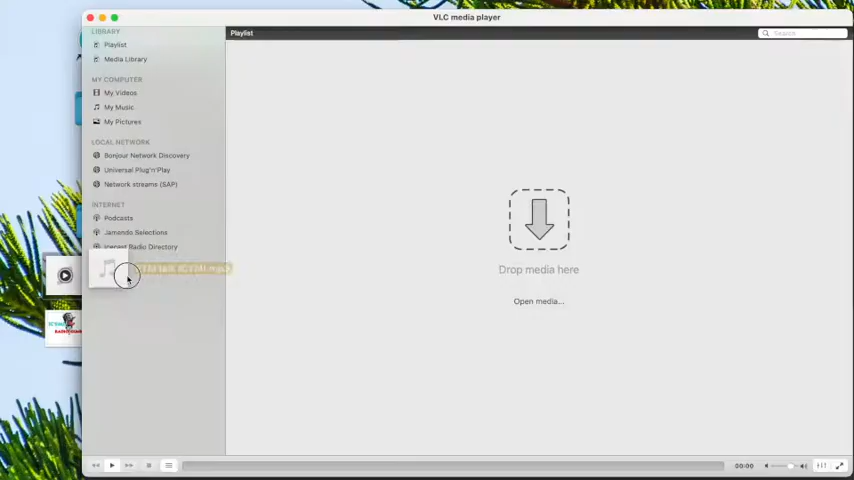 VLC media player
LIBRARY
Playlist
Media Library
MY COMPUTER
My Videos
My Music
My Pictures
LOCAL NETWORK
Bonjour Network Discovery
Universal Plug'n'Play
Network streams (SAP)
INTERNET
Podcasts
Jamendo Selections
Icecast Radio Directory
Playlist
Search
Drop media here
Open media...
00:00